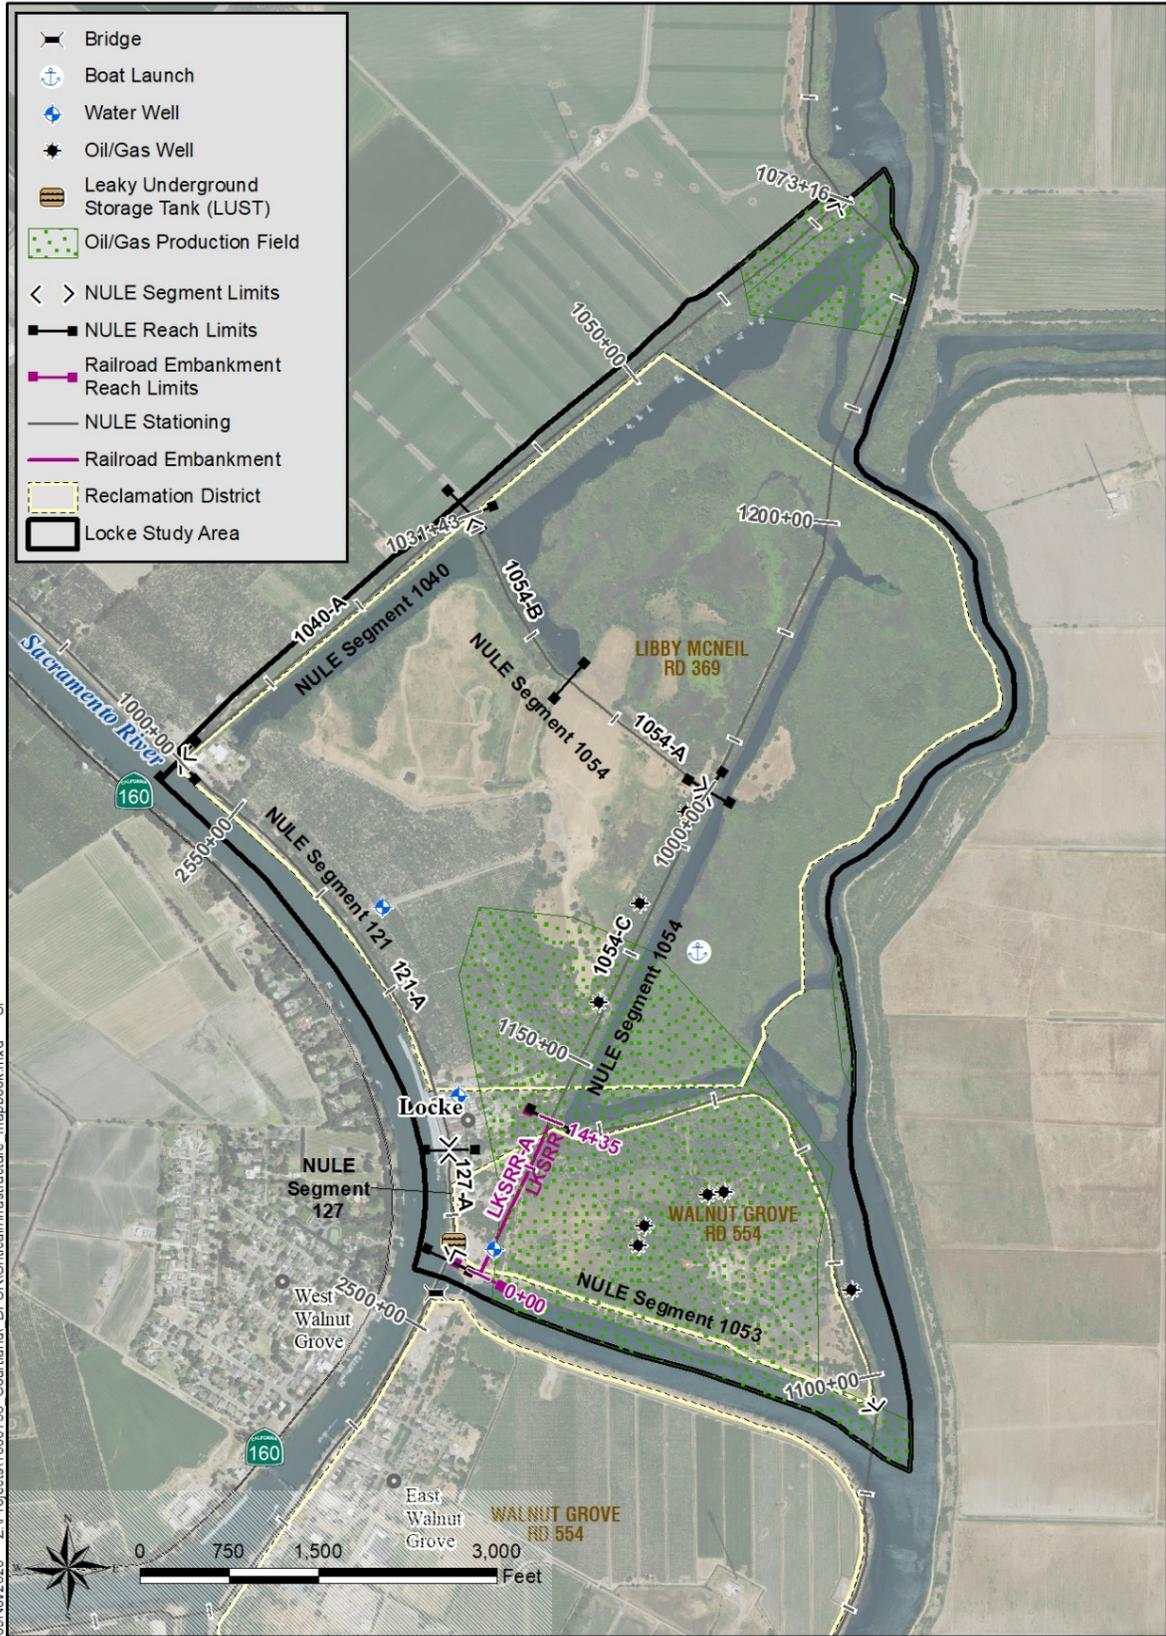 Bridge
Boat Launch
Water Well
Oil/Gas Well
Leaky Underground
Storage Tank (LUST)
Oil/Gas Production Field
NULE Segment Limits
NULE Reach Limits
Railroad Embankment
Reach Limits
NULE Stationing
Railroad Embankment
Reclamation District
Locke Study Area
1073+16
1050+00
1031+43
1200+00
1054-B
1040-A
NULE Segment 1040
LIBBY MCNEIL
RD 369
NULE Segment 1054
Sacramento River
1000+00
1054-A
CALIFORNIA
160
2550+00
NULE Segment 121
1000+00
121-A
1054-C
NULE Segment 1054
1150+00
Locke
14+35
LKSRR-A
LKSRR
NULE
Segment
127
127-A
WALNUT GROVE
RD 554
NULE Segment 1053
0+00
West
Walnut
Grove
2500+00
1100+00
CALIFORNIA
160
East
Walnut
Grove
WALNUT GROVE
RD 554
N
W
E
S
0
750
1,500
3,000
Feet